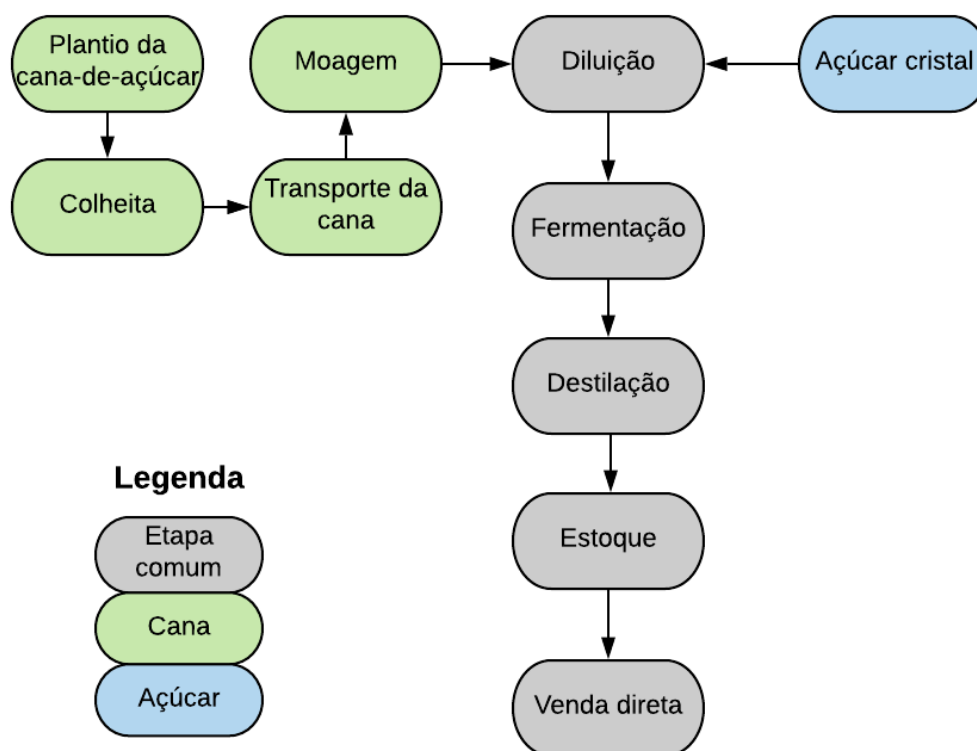 Plantio da
cana-de-açúcar
Moagem
Diluição
Açúcar cristal
Colheita
Transporte da
cana
Fermentação
Destilação
Estoque
Venda direta
Legenda
Etapa
comum
Cana
Açúcar